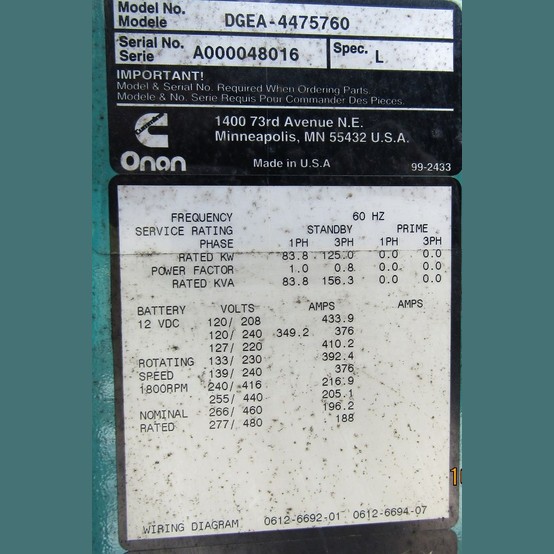 Model No.
Modele DGEA-4475760
Serial No.
Serie A000048016 Spec. L
IMPORTANT!
Model & Serial No. Required When Ordering Parts.
Modele & No. Serie Requis Pour Commander Des Pieces.
1400 73rd Avenue N.E.
Minneapolis, MN 55432 U.S.A.
Onan Made in U.S.A 99-2433
FREQUENCY 60 HZ
SERVICE RATING STANDBY PRIME
PHASE 1PH 3PH 1PH 3PH
RATED KW 83.8 125.0 0.0 0.0
POWER FACTOR 1.0 0.8 0.0 0.0
RATED KVA 83.8 156.3 0.0 0.0
BATTERY VOLTS AMPS AMPS
12 VDC 120/ 208 433.9
120/ 240 349.2 376
127/ 220 410.2
ROTATING 133/ 230 392.4
SPEED 139/ 240 376
1800RPM 240/ 416 216.9
255/ 440 205.1
NOMINAL 266/ 460 196.2
RATED 277/ 480 188
WIRING DIAGRAM 0612-6692-01 0612-6694-07